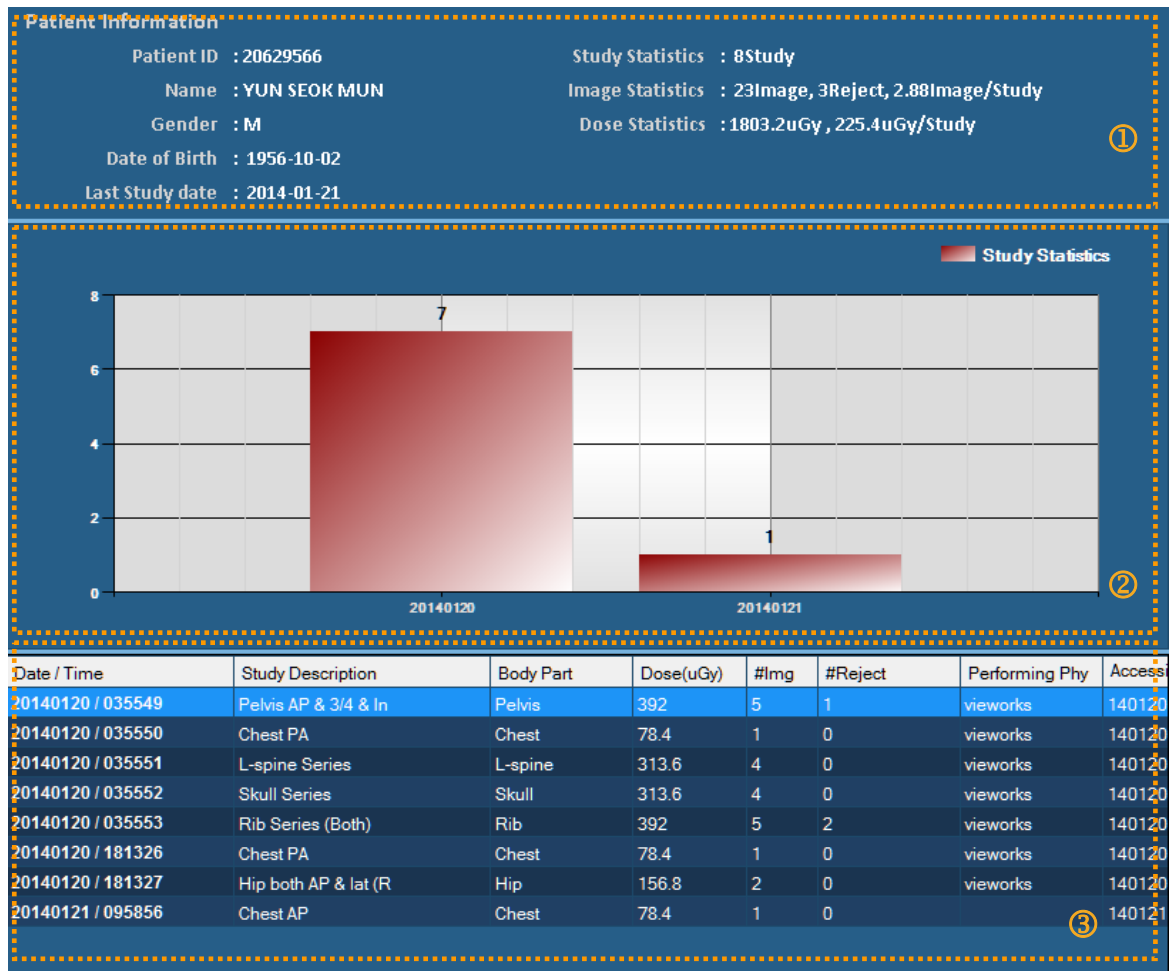 Patient Information
Patient ID : 20629566
Study Statistics : 8Study
Name : YUN SEOK MUN
Image Statistics : 23Image, 3Reject, 2.88Image/Study
Gender : M
Dose Statistics : 1803.2uGy , 225.4uGy/Study
①
Date of Birth : 1956-10-02
Last Study date : 2014-01-21
Study Statistics
8
7
6
4
2
1
0
②
20140120 20140121
Date / Time Study Description Body Part Dose(uGy) #Img #Reject Performing Phy Accessi
20140120 / 035549 Pelvis AP & 3/4 & In Pelvis 392 5 1 vieworks 140120
20140120 / 035550 Chest PA Chest 78.4 1 0 vieworks 140120
20140120 / 035551 L-spine Series L-spine 313.6 4 0 vieworks 140120
20140120 / 035552 Skull Series Skull 313.6 4 0 vieworks 140120
20140120 / 035553 Rib Series (Both) Rib 392 5 2 vieworks 140120
20140120 / 181326 Chest PA Chest 78.4 1 0 vieworks 140120
20140120 / 181327 Hip both AP & lat (R Hip 156.8 2 0 vieworks 140120
20140121 / 095856 Chest AP Chest 78.4 1 0 140121
③